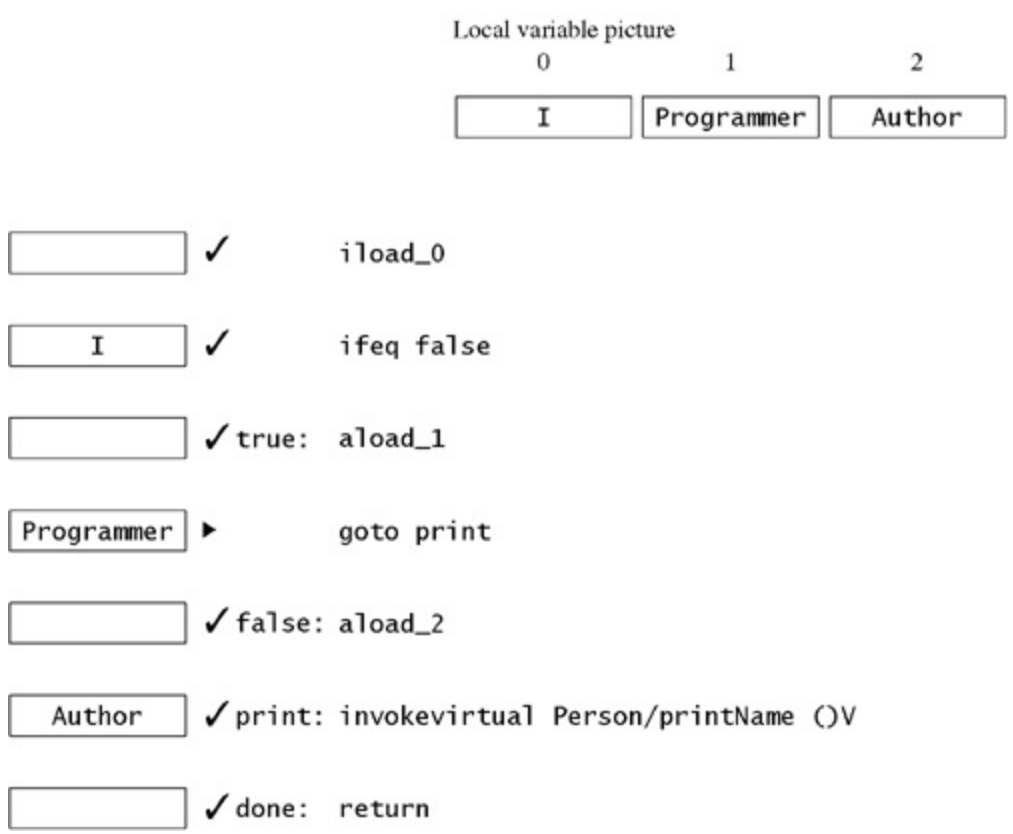 Local variable picture
0 1 2
I Programmer Author
✓ iload_0
I ✓ ifeq false
✓ true: aload_1
Programmer ▶ goto print
✓ false: aload_2
Author ✓ print: invokevirtual Person/printName ()V
✓ done: return